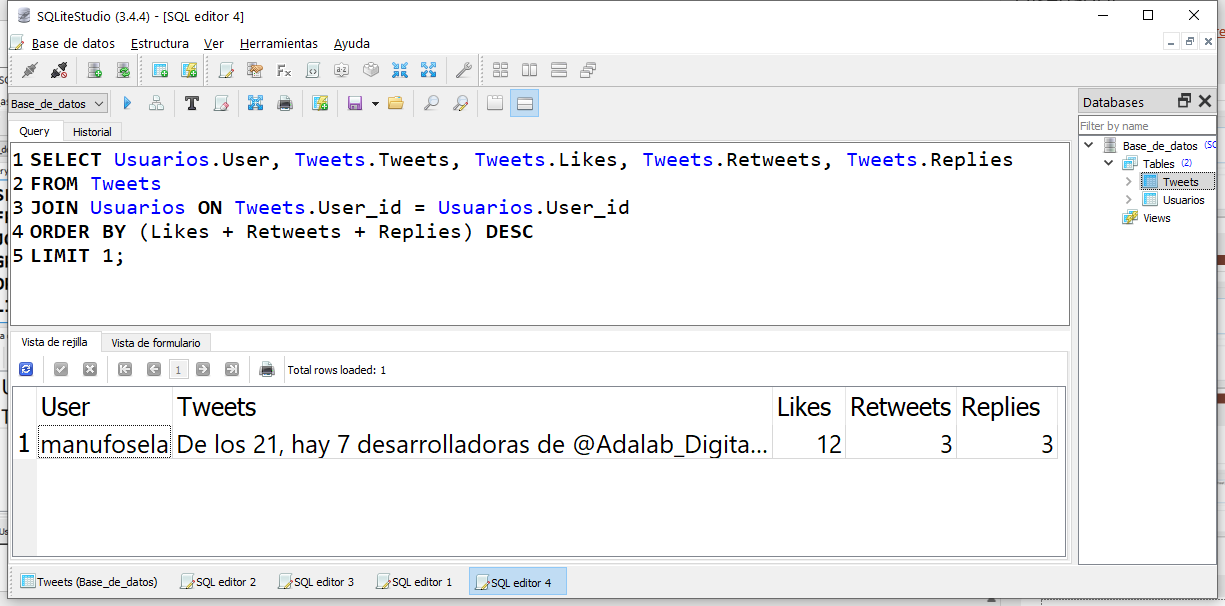 SQLiteStudio (3.4.4) - [SQL editor 4]
Base de datos Estructura Ver Herramientas Ayuda
Base_de_datos
Databases
Filter by name
Base_de_datos
Tables (2)
Tweets
Usuarios
Views
Query Historial
1 SELECT Usuarios.User, Tweets.Tweets, Tweets.Likes, Tweets.Retweets, Tweets.Replies
2 FROM Tweets
3 JOIN Usuarios ON Tweets.User_id = Usuarios.User_id
4 ORDER BY (Likes + Retweets + Replies) DESC
5 LIMIT 1;
Vista de rejilla Vista de formulario
1 Total rows loaded: 1
User Tweets Likes Retweets Replies
1 manufosela De los 21, hay 7 desarrolladoras de @Adalab_Digita... 12 3 3
Tweets (Base_de_datos) SQL editor 2 SQL editor 3 SQL editor 1 SQL editor 4